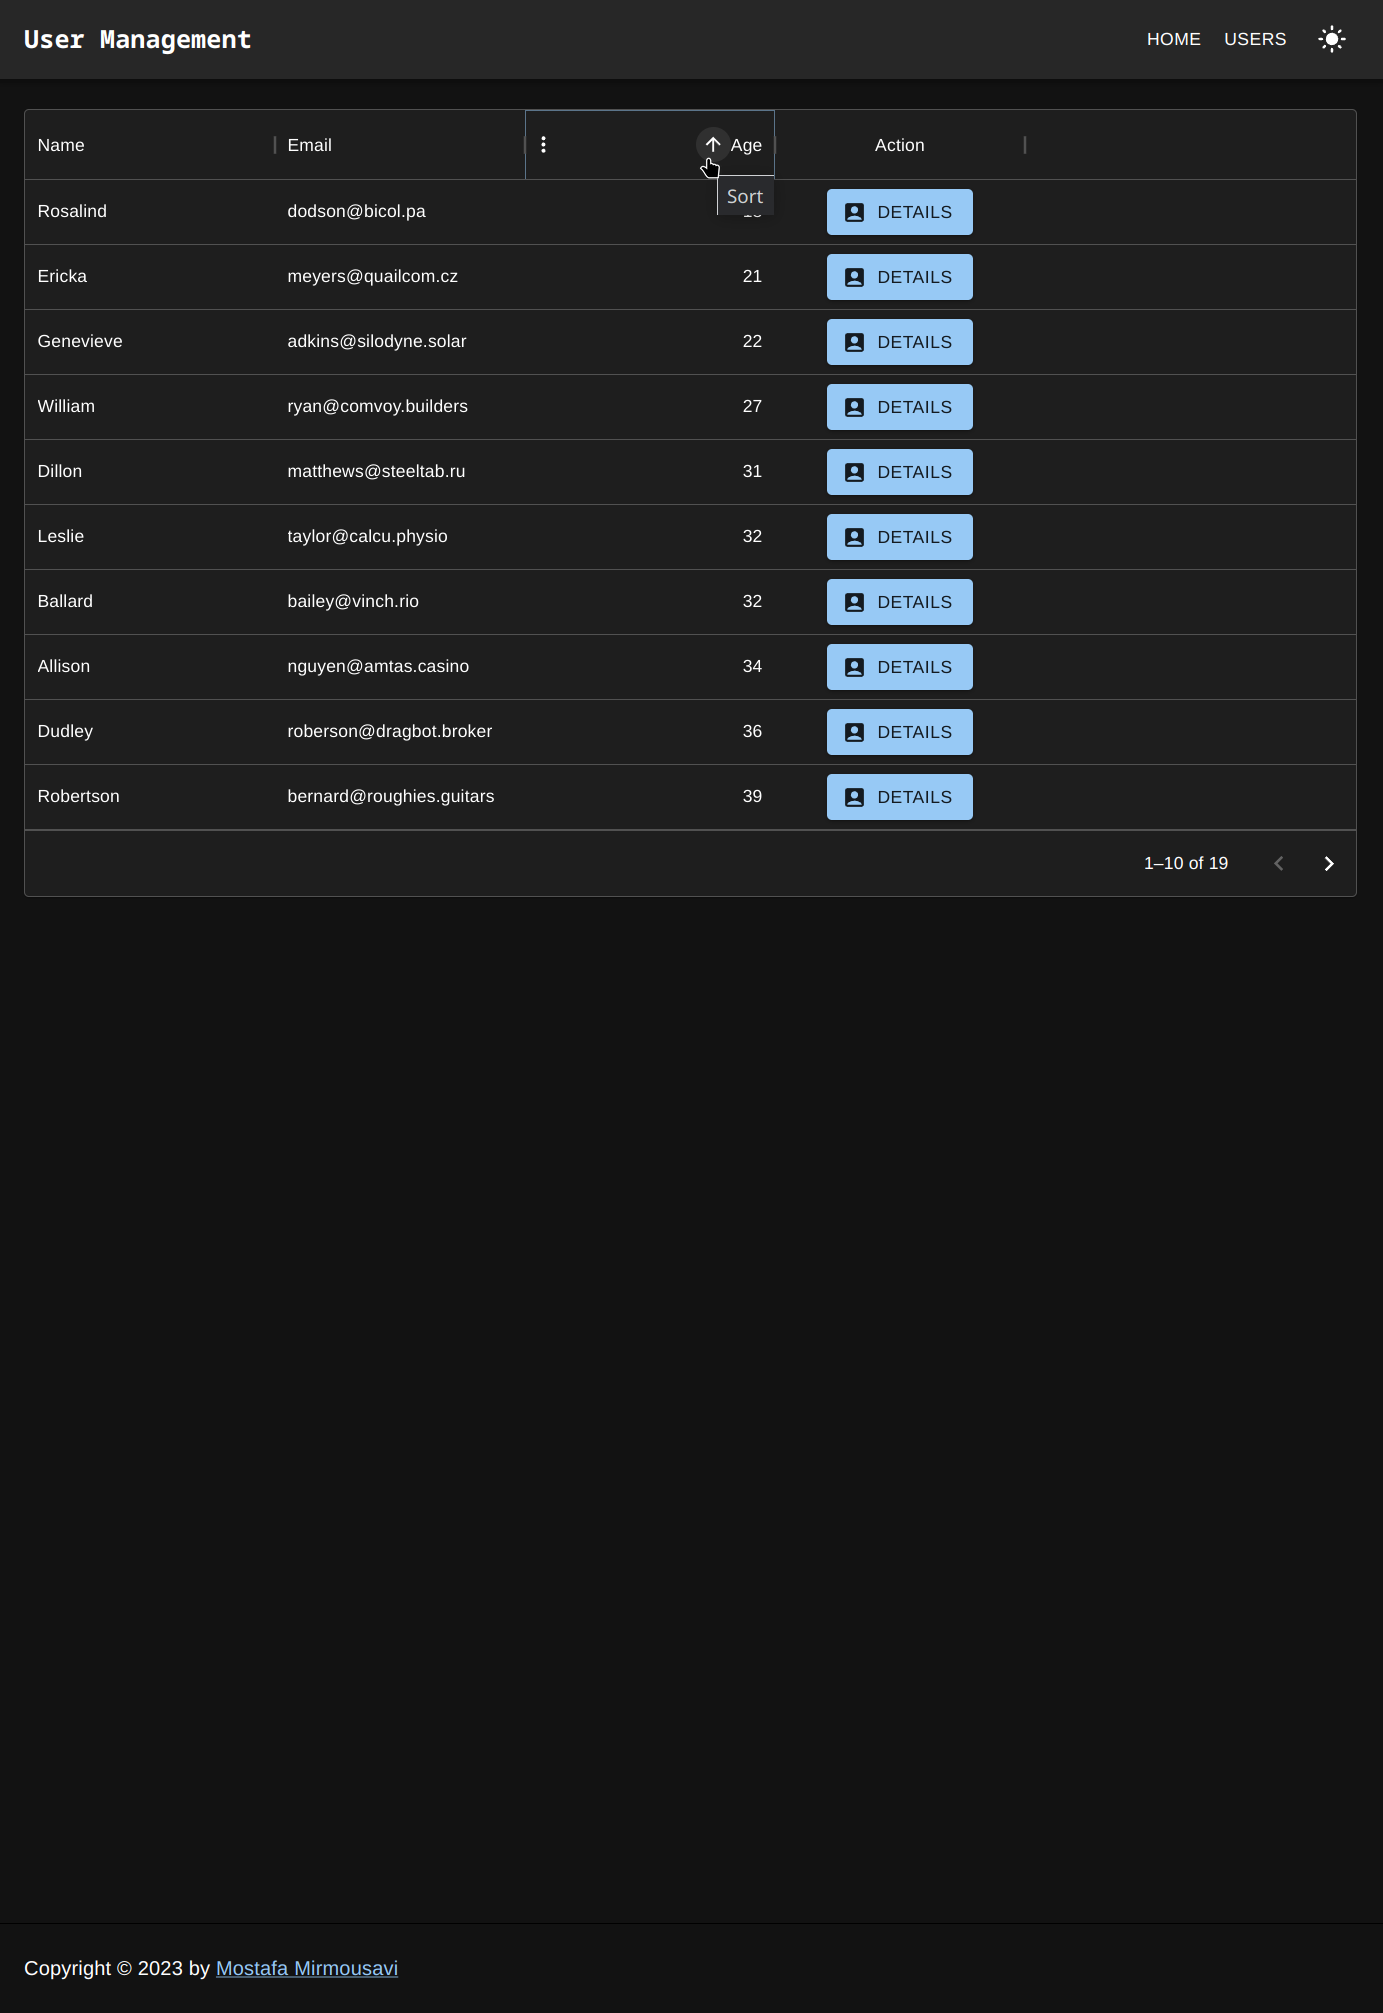 User Management
HOME USERS
Name Email Age Action
Sort
Rosalind dodson@bicol.pa DETAILS
Ericka meyers@quailcom.cz 21 DETAILS
Genevieve adkins@silodyne.solar 22 DETAILS
William ryan@comvoy.builders 27 DETAILS
Dillon matthews@steeltab.ru 31 DETAILS
Leslie taylor@calcu.physio 32 DETAILS
Ballard bailey@vinch.rio 32 DETAILS
Allison nguyen@amtas.casino 34 DETAILS
Dudley roberson@dragbot.broker 36 DETAILS
Robertson bernard@roughies.guitars 39 DETAILS
1–10 of 19
Copyright © 2023 by Mostafa Mirmousavi